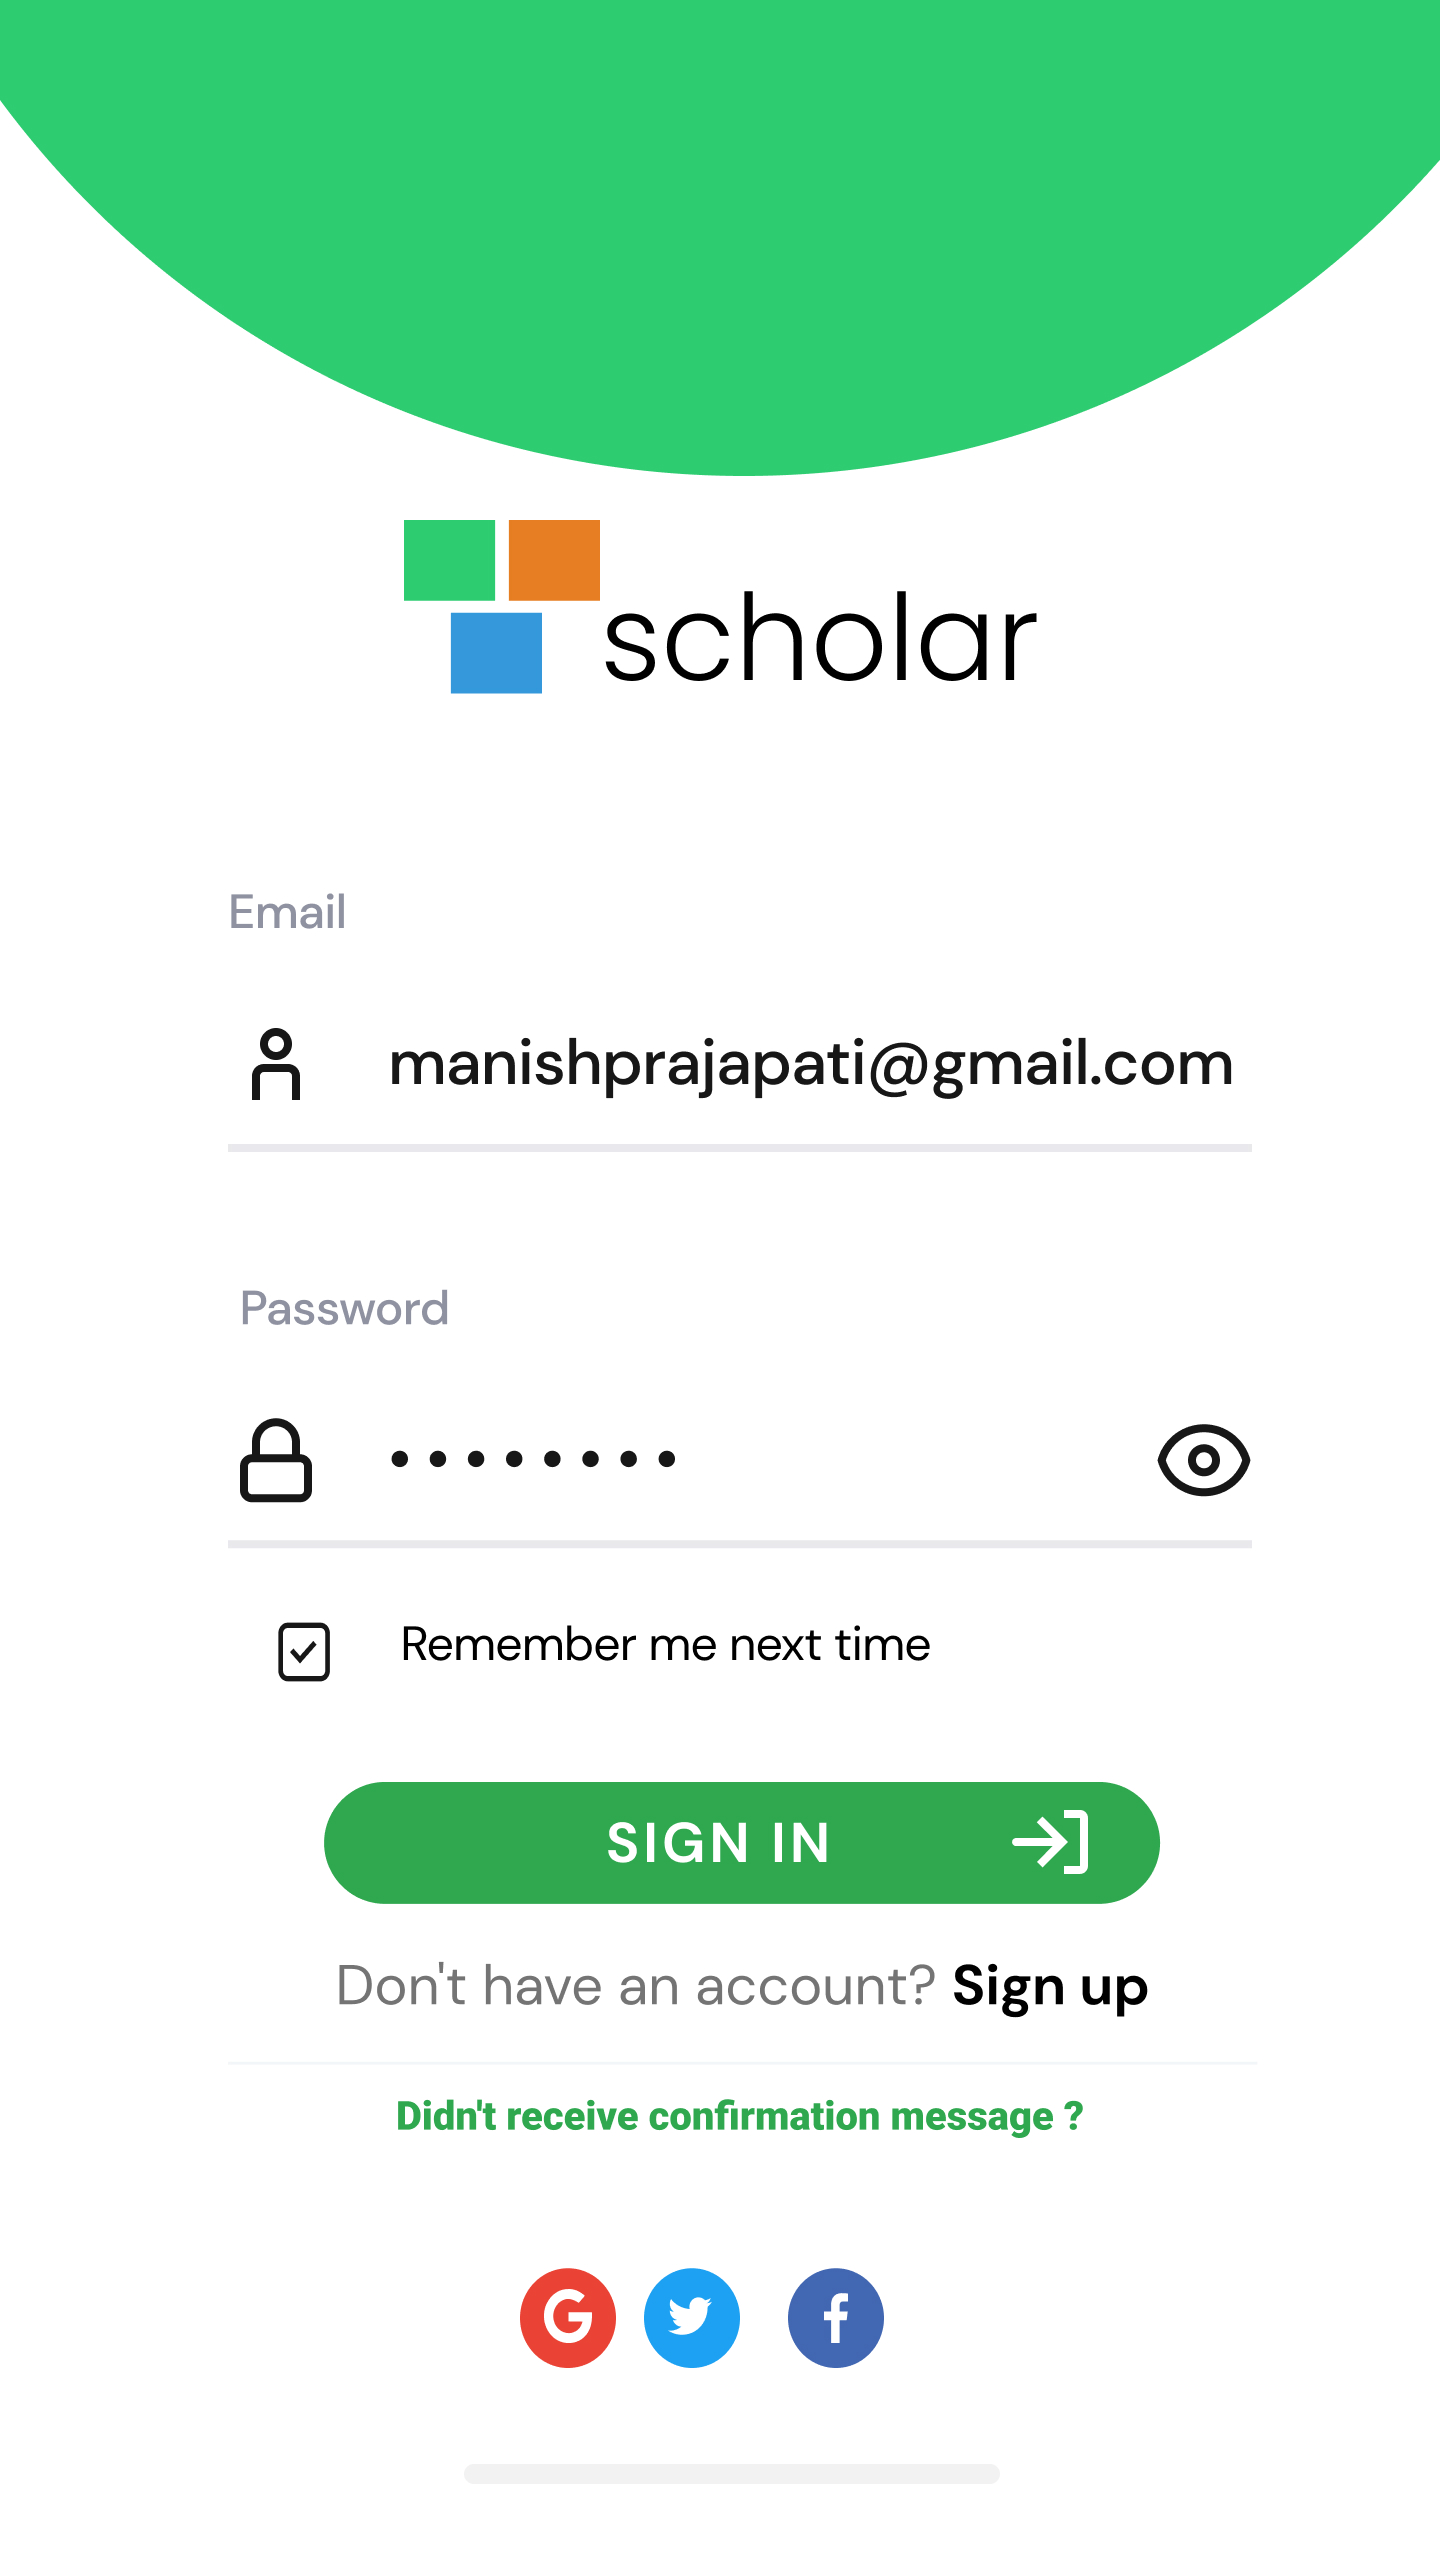 scholar
Email
manishprajapati@gmail.com
Password
Remember me next time
SIGN IN
Don't have an account? Sign up
Didn't receive confirmation message ?